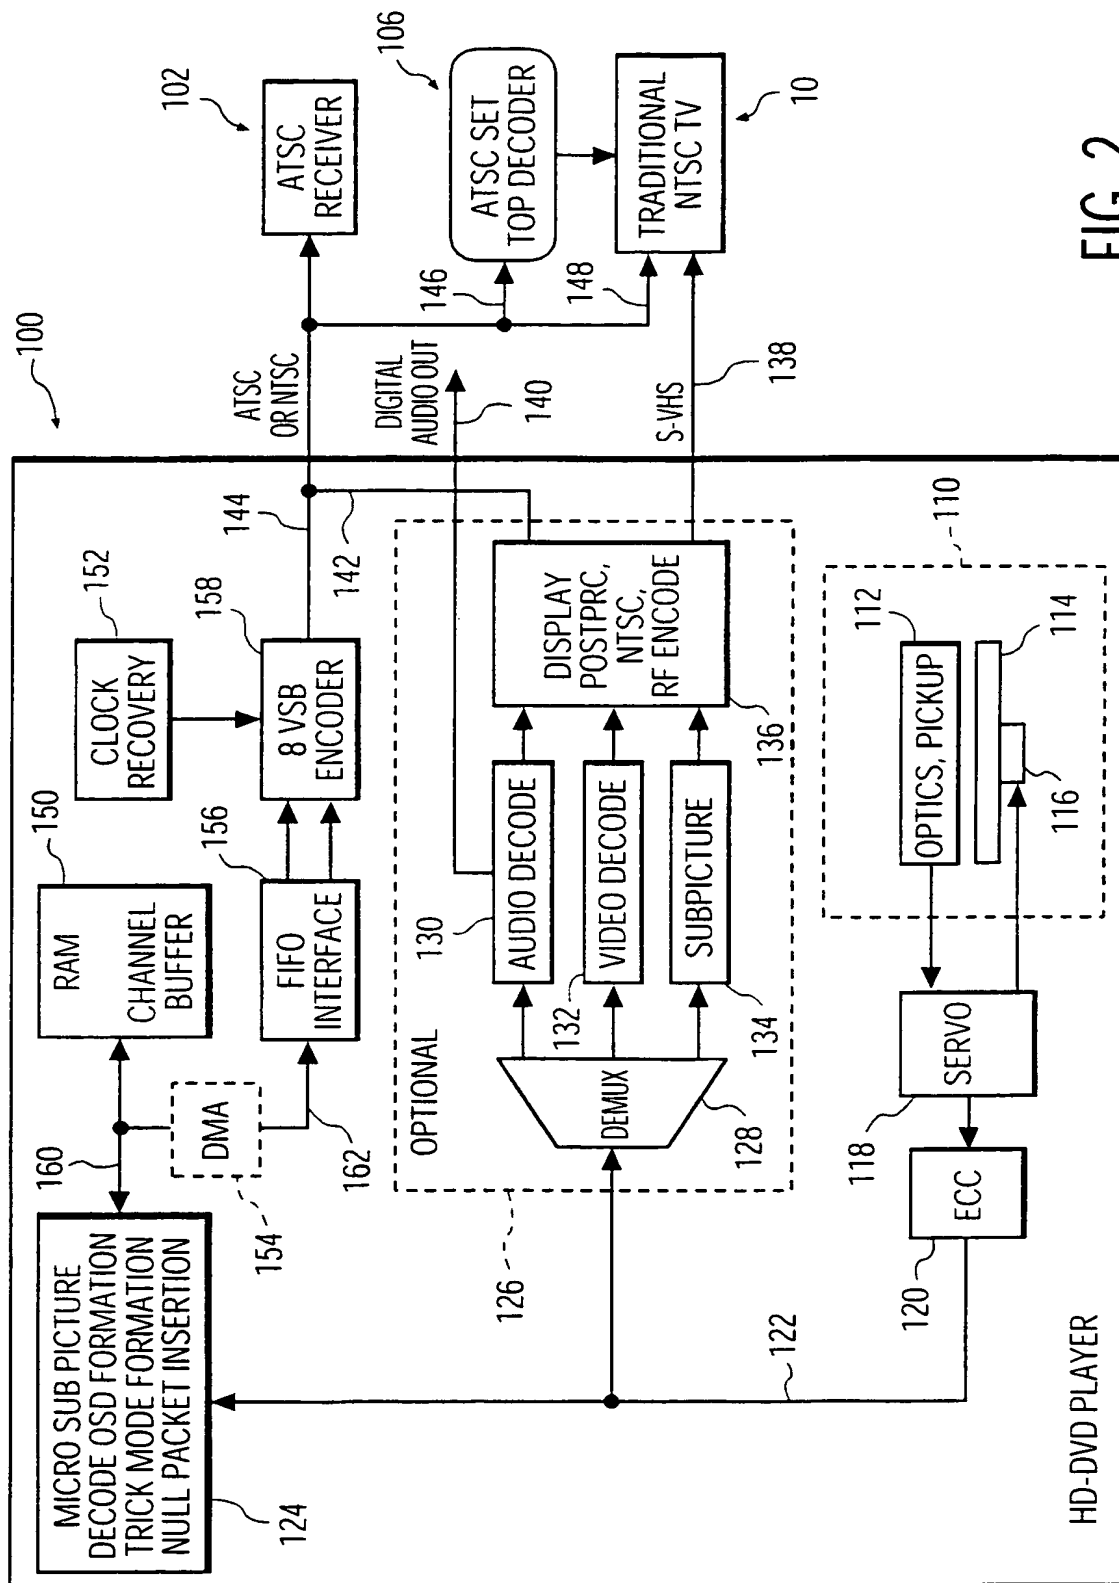 100
102
ATSC
RECEIVER
106
ATSC SET
TOP DECODER
TRADITIONAL
NTSC TV
10
FIG. 2
ATSC
OR NTSC
146
148
DIGITAL
AUDIO OUT
140
S-VHS
138
144
142
152
CLOCK
RECOVERY
158
8 VSB
ENCODER
150
RAM
CHANNEL
BUFFER
156
FIFO
INTERFACE
160
DMA
154
162
MICRO SUB PICTURE
DECODE OSD FORMATION
TRICK MODE FORMATION
NULL PACKET INSERTION
124
OPTIONAL
126
DEMUX
128
130
AUDIO DECODE
132
VIDEO DECODE
134
SUBPICTURE
DISPLAY
POSTPRC,
NTSC,
RF ENCODE
136
110
112
OPTICS, PICKUP
114
116
SERVO
118
ECC
120
122
HD-DVD PLAYER